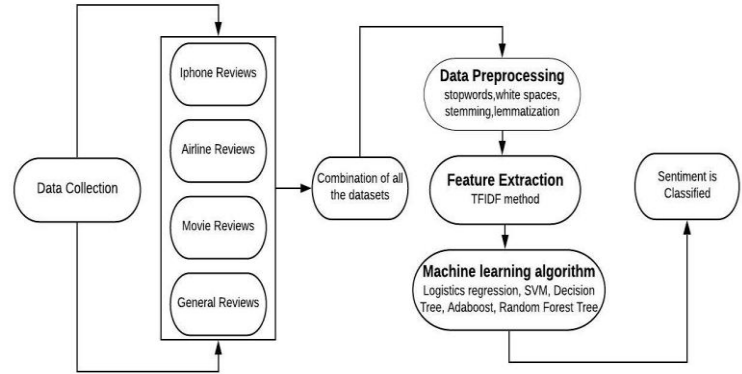 Data Collection
Iphone Reviews
Airline Reviews
Movie Reviews
General Reviews
Combination of all
the datasets
Data Preprocessing
stopwords,white spaces,
stemming,lemmatization
Feature Extraction
TFIDF method
Machine learning algorithm
Logistics regression, SVM, Decision
Tree, Adaboost, Random Forest Tree
Sentiment is
Classified